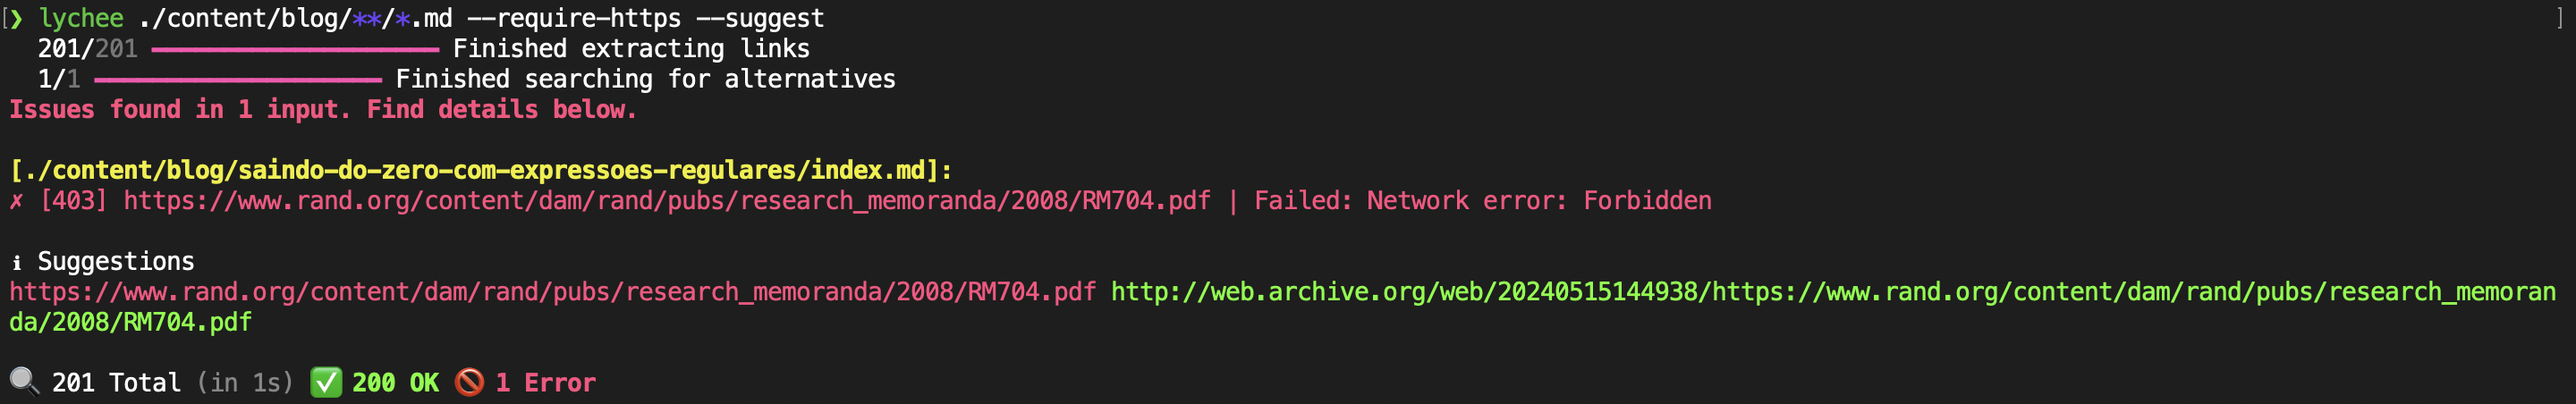 [❯ lychee ./content/blog/**/*.md --require-https --suggest ]
201/201 ━━━━━━━━━━━━━━━━━━━━ Finished extracting links
1/1 ━━━━━━━━━━━━━━━━━━━━ Finished searching for alternatives
Issues found in 1 input. Find details below.

[./content/blog/saindo-do-zero-com-expressoes-regulares/index.md]:
✗ [403] https://www.rand.org/content/dam/rand/pubs/research_memoranda/2008/RM704.pdf | Failed: Network error: Forbidden

ℹ Suggestions
https://www.rand.org/content/dam/rand/pubs/research_memoranda/2008/RM704.pdf http://web.archive.org/web/20240515144938/https://www.rand.org/content/dam/rand/pubs/research_memoran
da/2008/RM704.pdf

🔍 201 Total (in 1s) ✅ 200 OK 🚫 1 Error